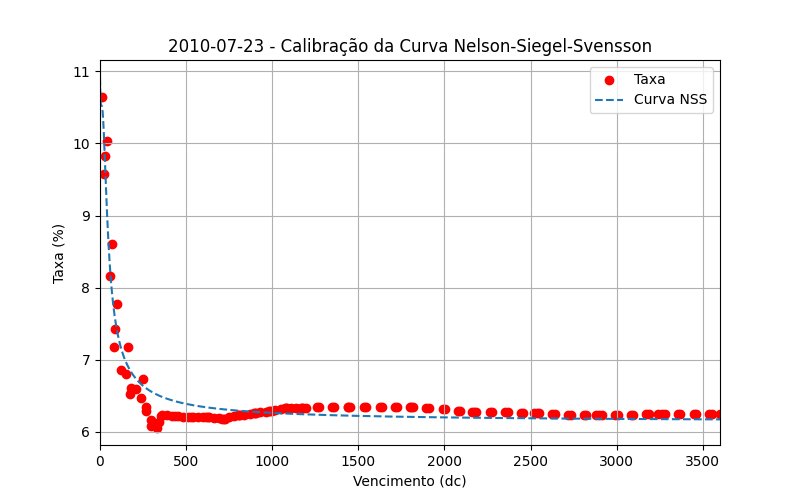 2010-07-23 - Calibração da Curva Nelson-Siegel-Svensson
Taxa
Curva NSS
Taxa (%)
11
10
9
8
7
6
0 500 1000 1500 2000 2500 3000 3500
Vencimento (dc)